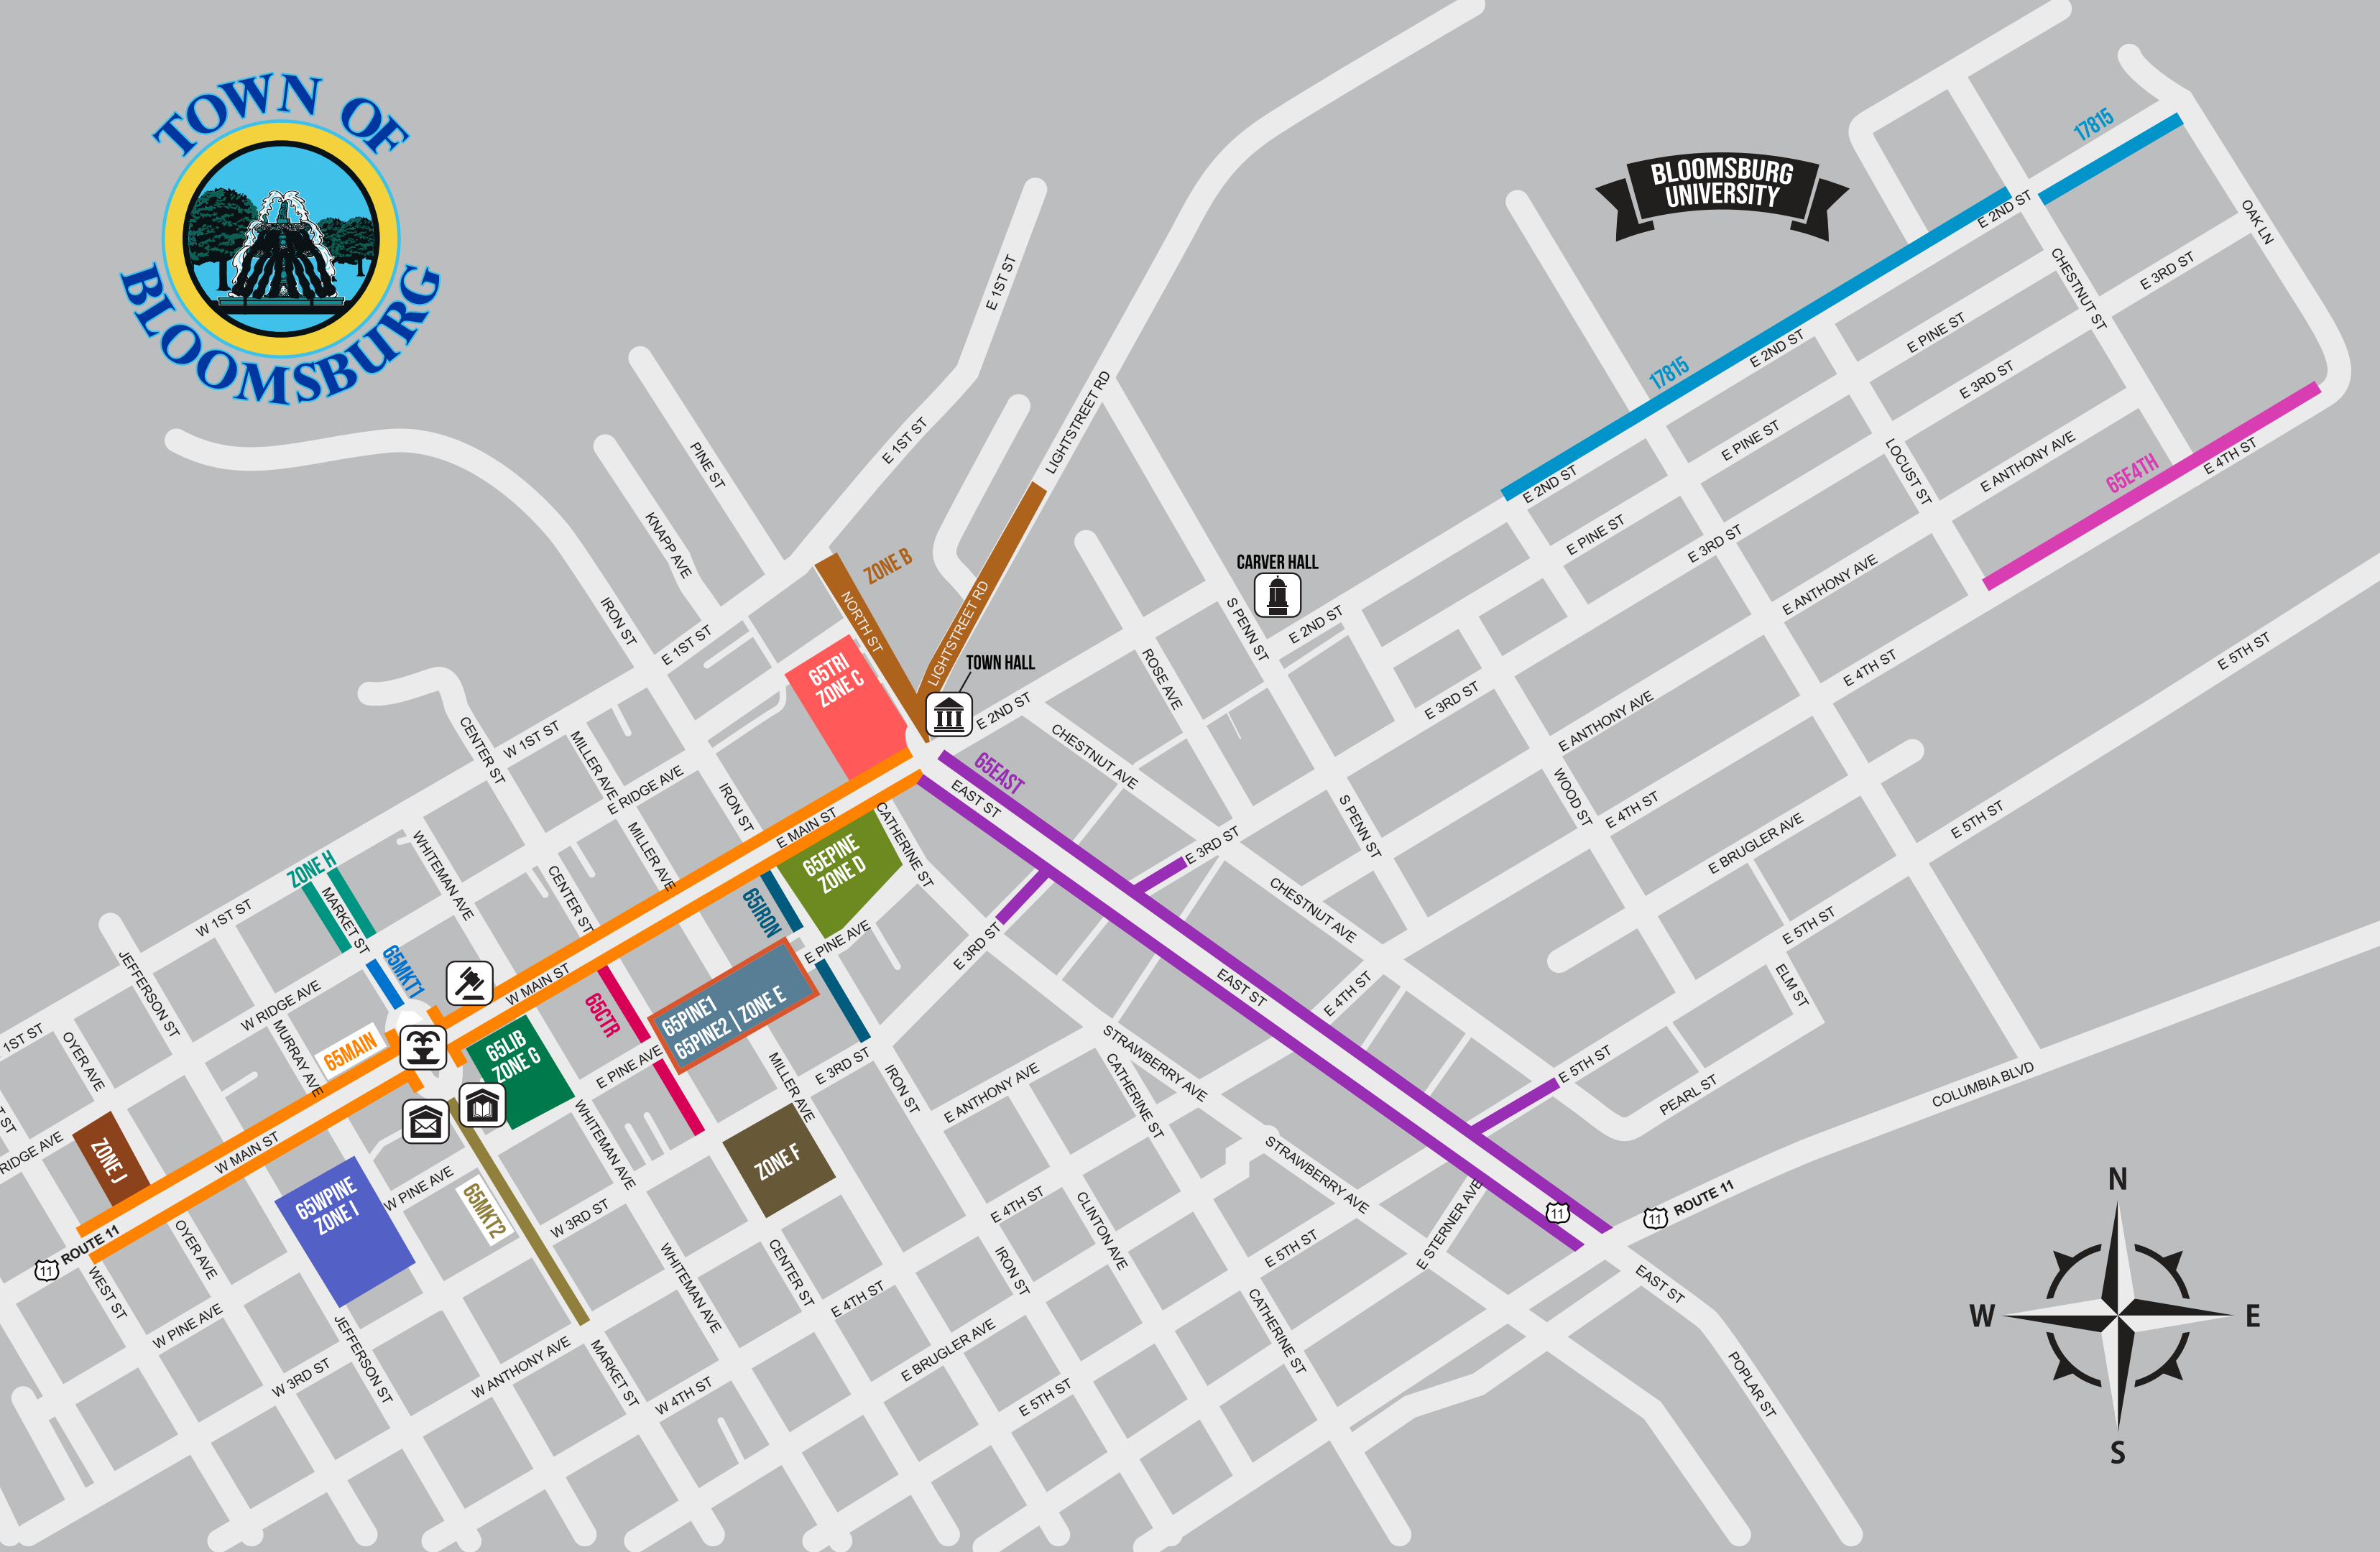 TOWN OF
BLOOMSBURG
BLOOMSBURG
UNIVERSITY
17815
17815
E 2ND ST
E 2ND ST
E 2ND ST
OAK LN
CHESTNUT ST
E 3RD ST
E PINE ST
E 3RD ST
E PINE ST
LOCUST ST
E ANTHONY AVE
65E4TH
E 4TH ST
E PINE ST
E 3RD ST
E ANTHONY AVE
E 1ST ST
LIGHTSTREET RD
E 1ST ST
PINE ST
KNAPP AVE
IRON ST
E 1ST ST
ZONE B
NORTH ST
LIGHTSTREET RD
TOWN HALL
CARVER HALL
S PENN ST
E 2ND ST
ROSE AVE
E 2ND ST
E 3RD ST
E ANTHONY AVE
E 4TH ST
E 5TH ST
65TRI
ZONE C
CHESTNUT AVE
65EAST
EAST ST
CENTER ST
W 1ST ST
MILLER AVE
E RIDGE AVE
IRON ST
E MAIN ST
CATHERINE ST
65EPINE
ZONE D
E 3RD ST
S PENN ST
WOOD ST
E 4TH ST
E BRUGLER AVE
E 5TH ST
E 5TH ST
ELM ST
CHESTNUT AVE
ZONE H
MARKET ST
WHITEMAN AVE
CENTER ST
MILLER AVE
65IRON
E PINE AVE
E 3RD ST
W 1ST ST
JEFFERSON ST
65MKT1
W MAIN ST
65CTR
65PINE1
65PINE2 | ZONE E
EAST ST
E 4TH ST
W RIDGE AVE
MURRAY AVE
65MAIN
65LIB
ZONE G
E PINE AVE
MILLER AVE
E 3RD ST
IRON ST
E ANTHONY AVE
STRAWBERRY AVE
CATHERINE ST
E 5TH ST
PEARL ST
COLUMBIA BLVD
1ST ST
OYER AVE
ST
RIDGE AVE
ZONE J
W MAIN ST
65WPINE
ZONE I
W PINE AVE
65MKT2
WHITEMAN AVE
ZONE F
W 3RD ST
STRAWBERRY AVE
E STERNER AVE
11
11
ROUTE 11
11
ROUTE 11
WEST ST
OYER AVE
W PINE AVE
JEFFERSON ST
W 3RD ST
W ANTHONY AVE
MARKET ST
WHITEMAN AVE
CENTER ST
E 4TH ST
E 4TH ST
IRON ST
CLINTON AVE
CATHERINE ST
E 5TH ST
EAST ST
POPLAR ST
W 4TH ST
E BRUGLER AVE
E 5TH ST
N
W
E
S